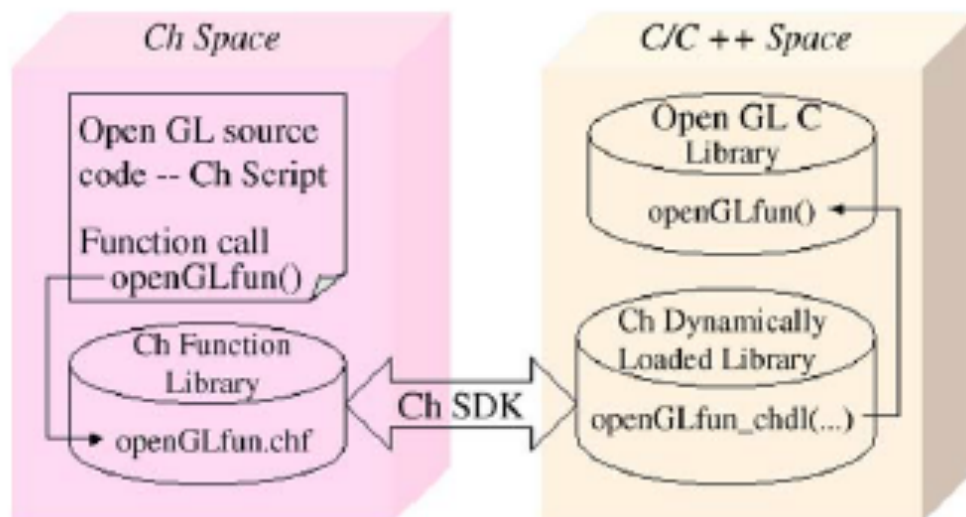 Ch Space
Open GL source
code -- Ch Script
Function call
openGLfun()
Ch Function
Library
openGLfun.chf
Ch SDK
C/C ++ Space
Open GL C
Library
openGLfun()
Ch Dynamically
Loaded Library
openGLfun_chdl(...)